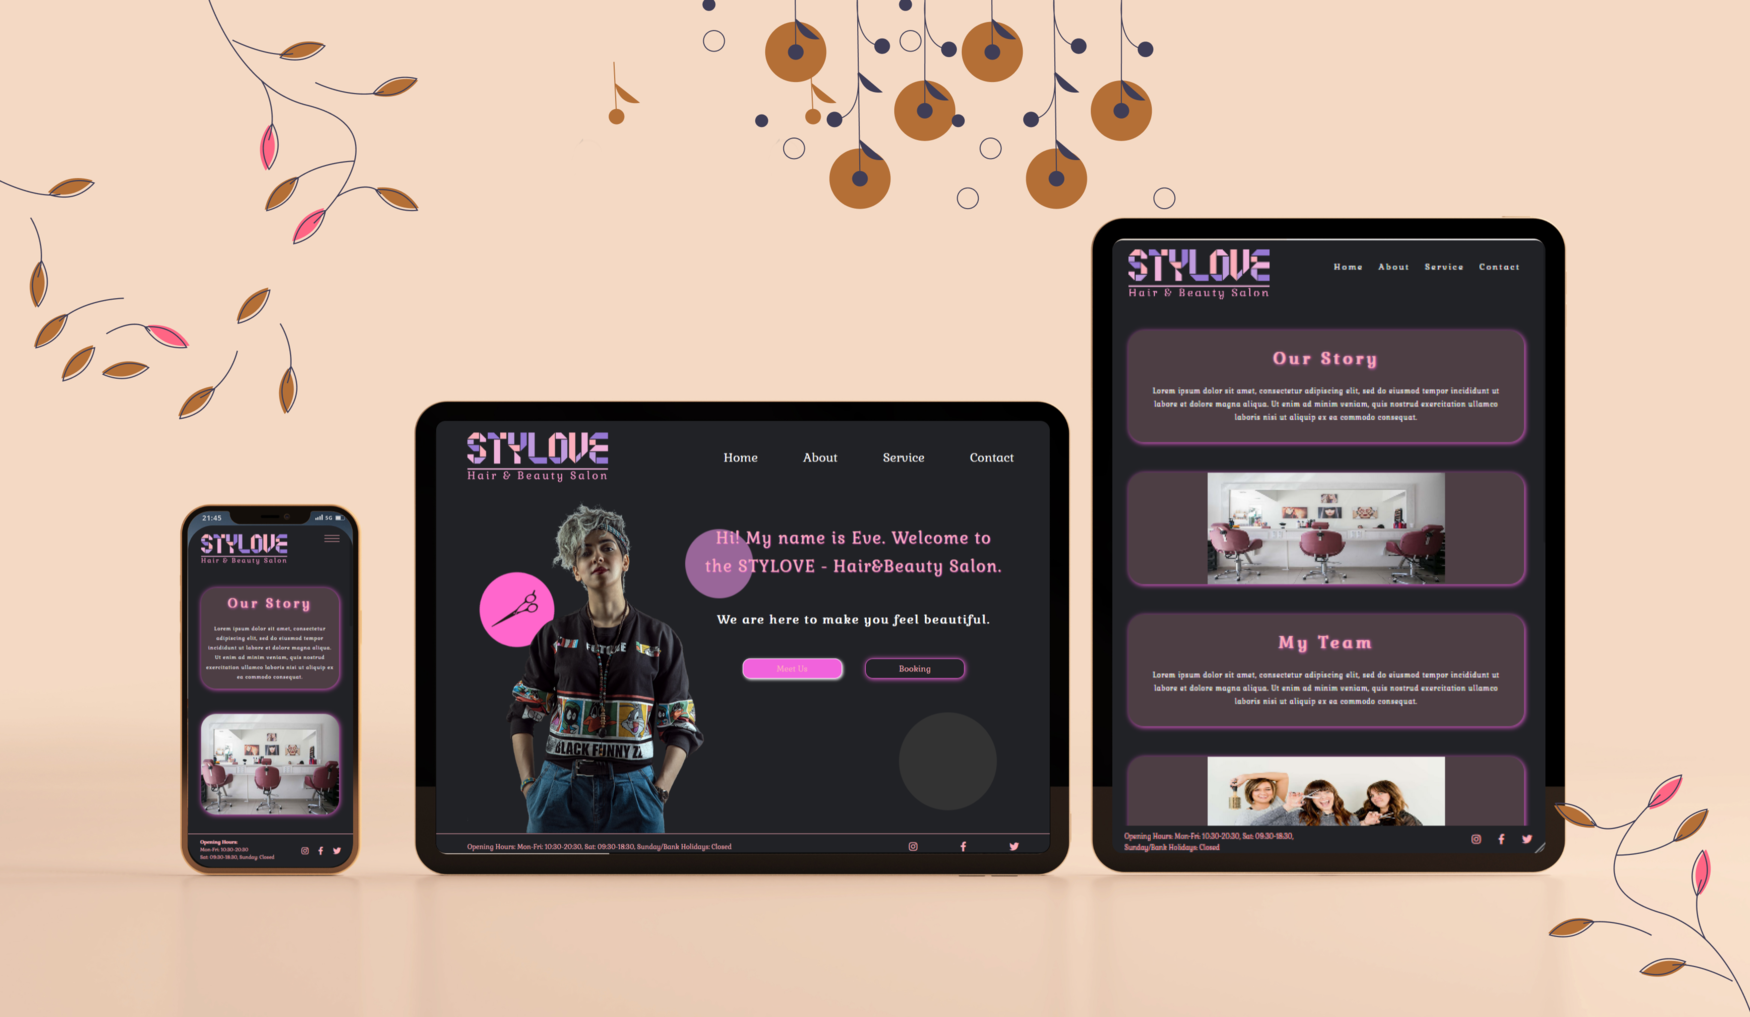 21:45
5G
STYLOVE
Hair & Beauty Salon
Our Story
Lorem ipsum dolor sit amet, consectetur
adipiscing elit, sed do eiusmod tempor
incididunt ut labore et dolore magna aliqua.
Ut enim ad minim veniam, quis nostrud
exercitation ullamco laboris nisi ut aliquip ex
ea commodo consequat.
Opening Hours:
Mon-Fri: 10:30-20:30
Sat: 09:30-18:30, Sunday: Closed
STYLOVE
Hair & Beauty Salon
Home About Service Contact
Hi! My name is Eve. Welcome to
the STYLOVE - Hair&Beauty Salon.
We are here to make you feel beautiful.
Meet Us Booking
BLACK FUNNY
Opening Hours: Mon-Fri: 10:30-20:30, Sat: 09:30-18:30, Sunday/Bank Holidays: Closed
STYLOVE
Hair & Beauty Salon
Home About Service Contact
Our Story
Lorem ipsum dolor sit amet, consectetur adipiscing elit, sed do eiusmod tempor incididunt ut
labore et dolore magna aliqua. Ut enim ad minim veniam, quis nostrud exercitation ullamco
laboris nisi ut aliquip ex ea commodo consequat.
My Team
Lorem ipsum dolor sit amet, consectetur adipiscing elit, sed do eiusmod tempor incididunt ut
labore et dolore magna aliqua. Ut enim ad minim veniam, quis nostrud exercitation ullamco
laboris nisi ut aliquip ex ea commodo consequat.
Opening Hours: Mon-Fri: 10:30-20:30, Sat: 09:30-18:30,
Sunday/Bank Holidays: Closed